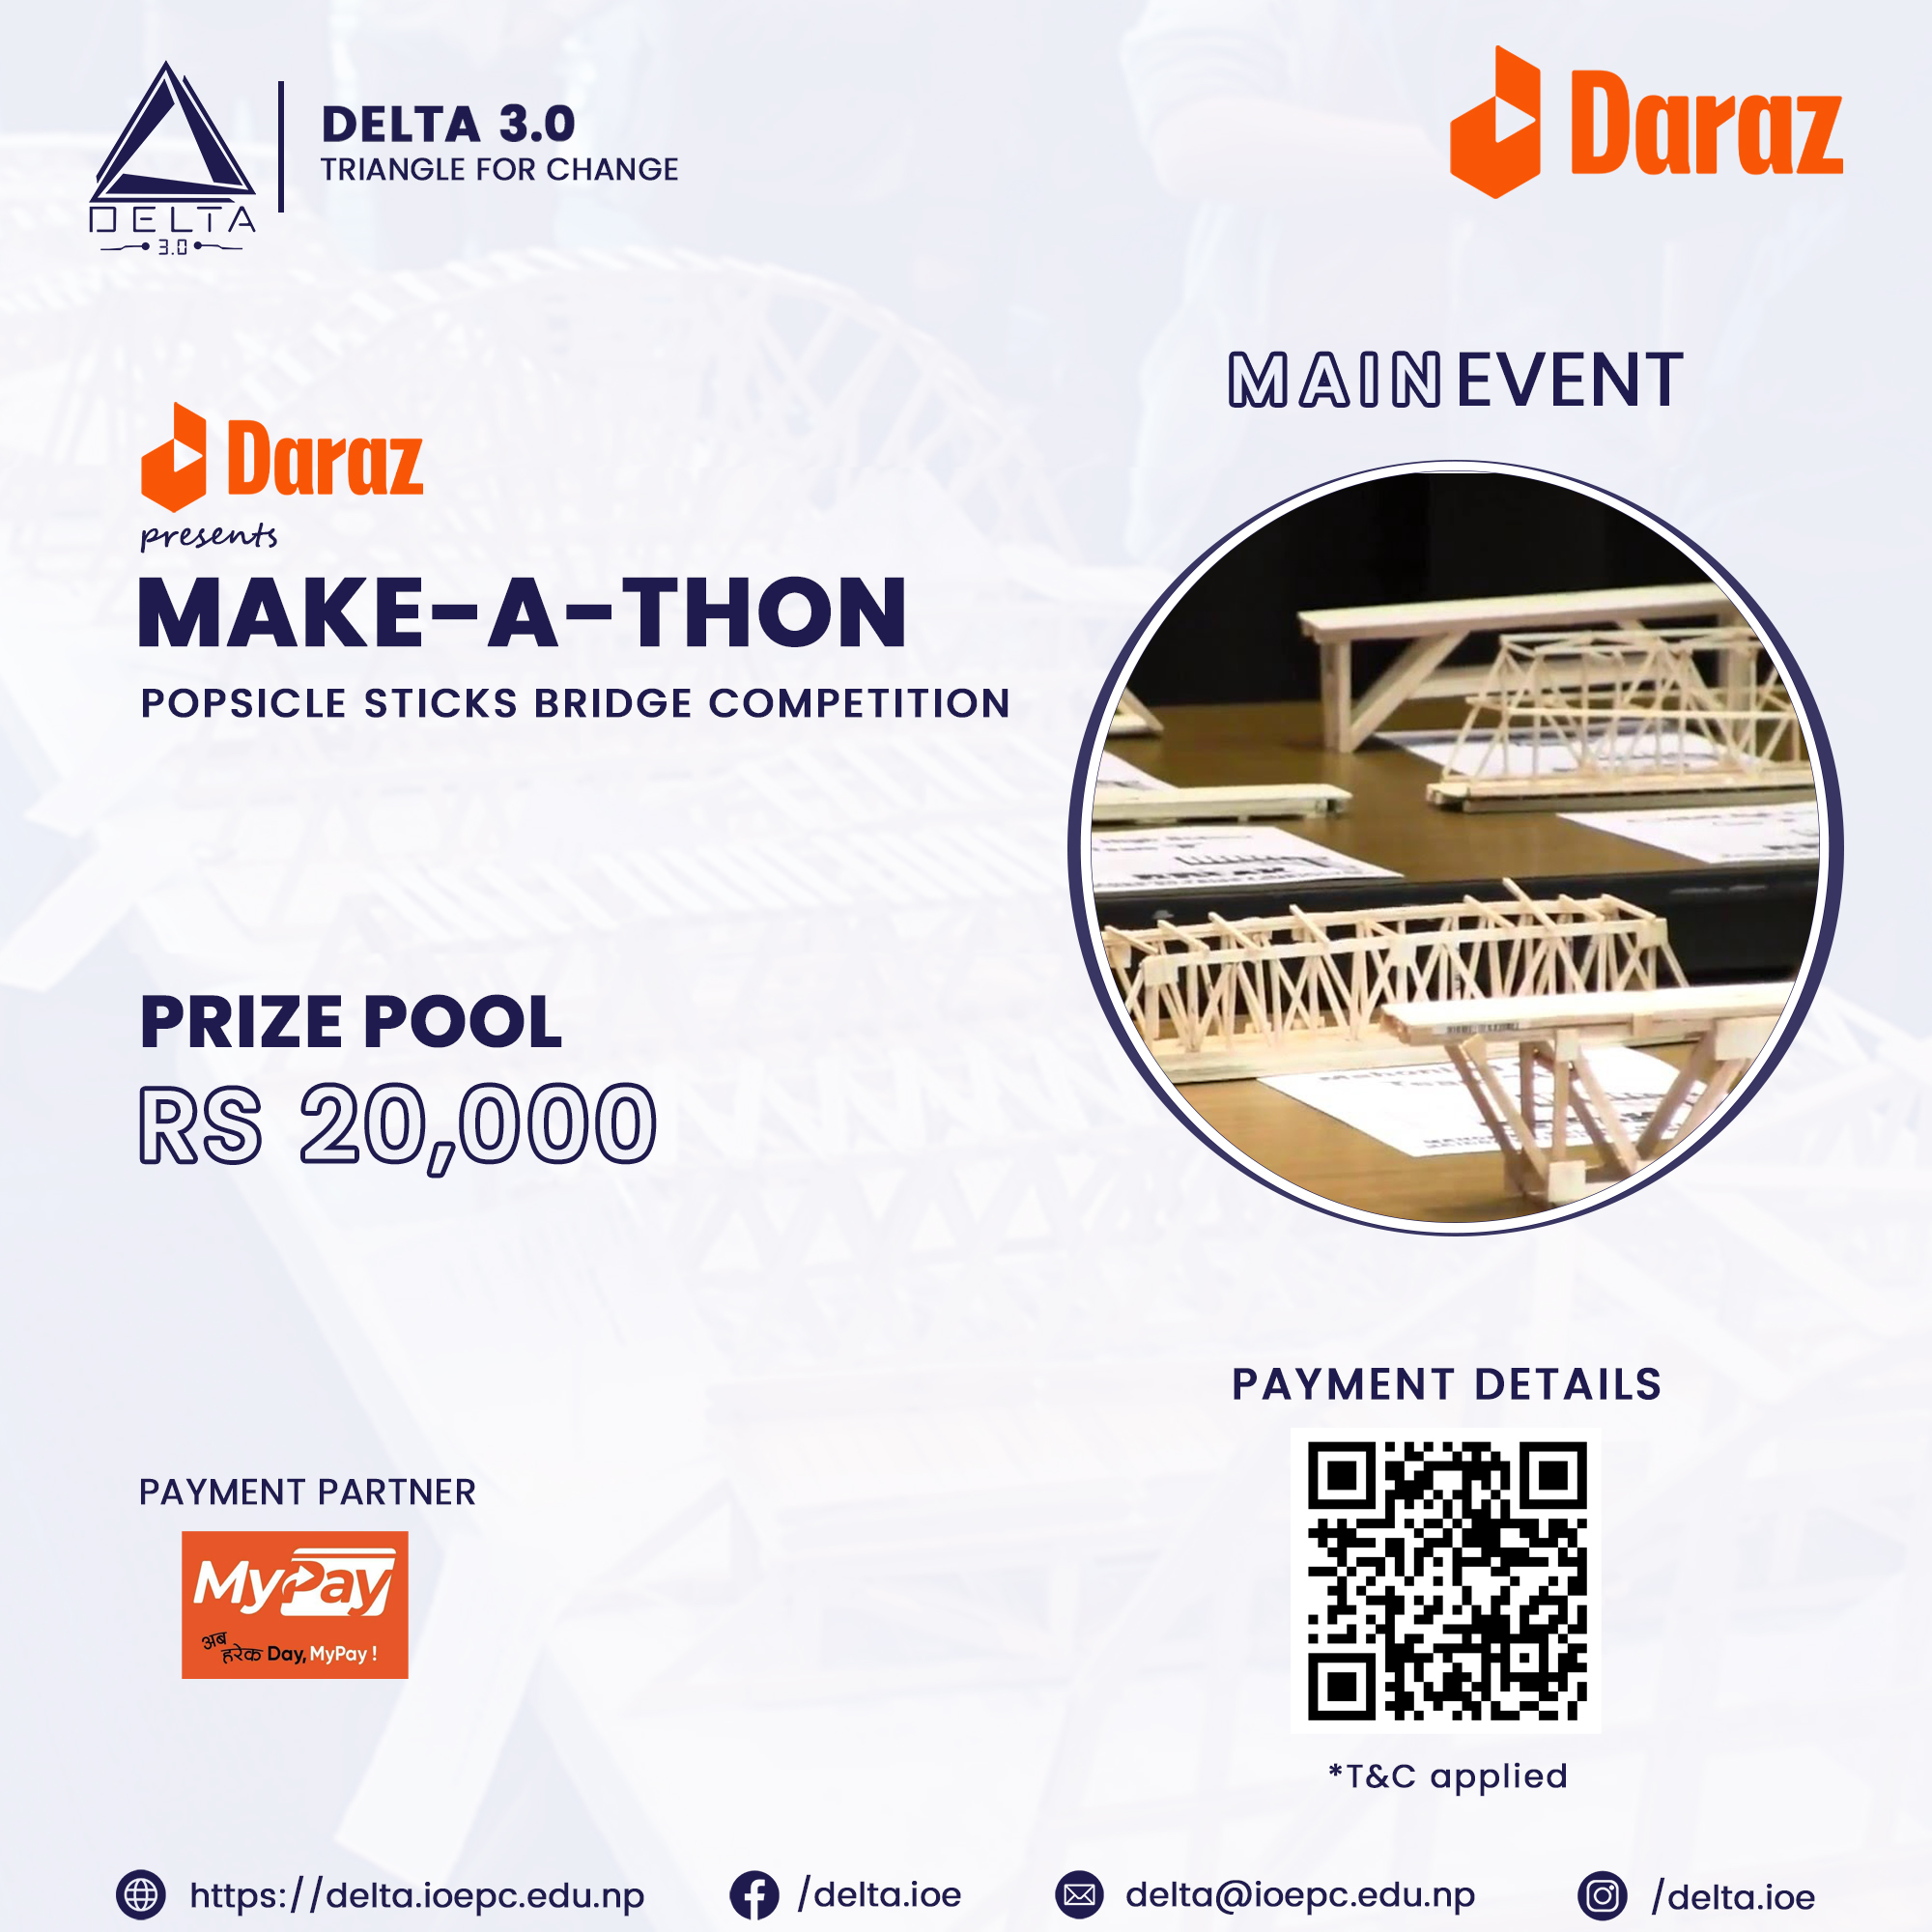 DELTA 3.0
TRIANGLE FOR CHANGE
DELTA
3.0
Daraz
MAIN EVENT
Daraz
presents
MAKE-A-THON
POPSICLE STICKS BRIDGE COMPETITION
PRIZE POOL
RS 20,000
PAYMENT DETAILS
PAYMENT PARTNER
MyPay
अब
हरेक Day, MyPay !
*T&C applied
https://delta.ioepc.edu.np
/delta.ioe
delta@ioepc.edu.np
/delta.ioe